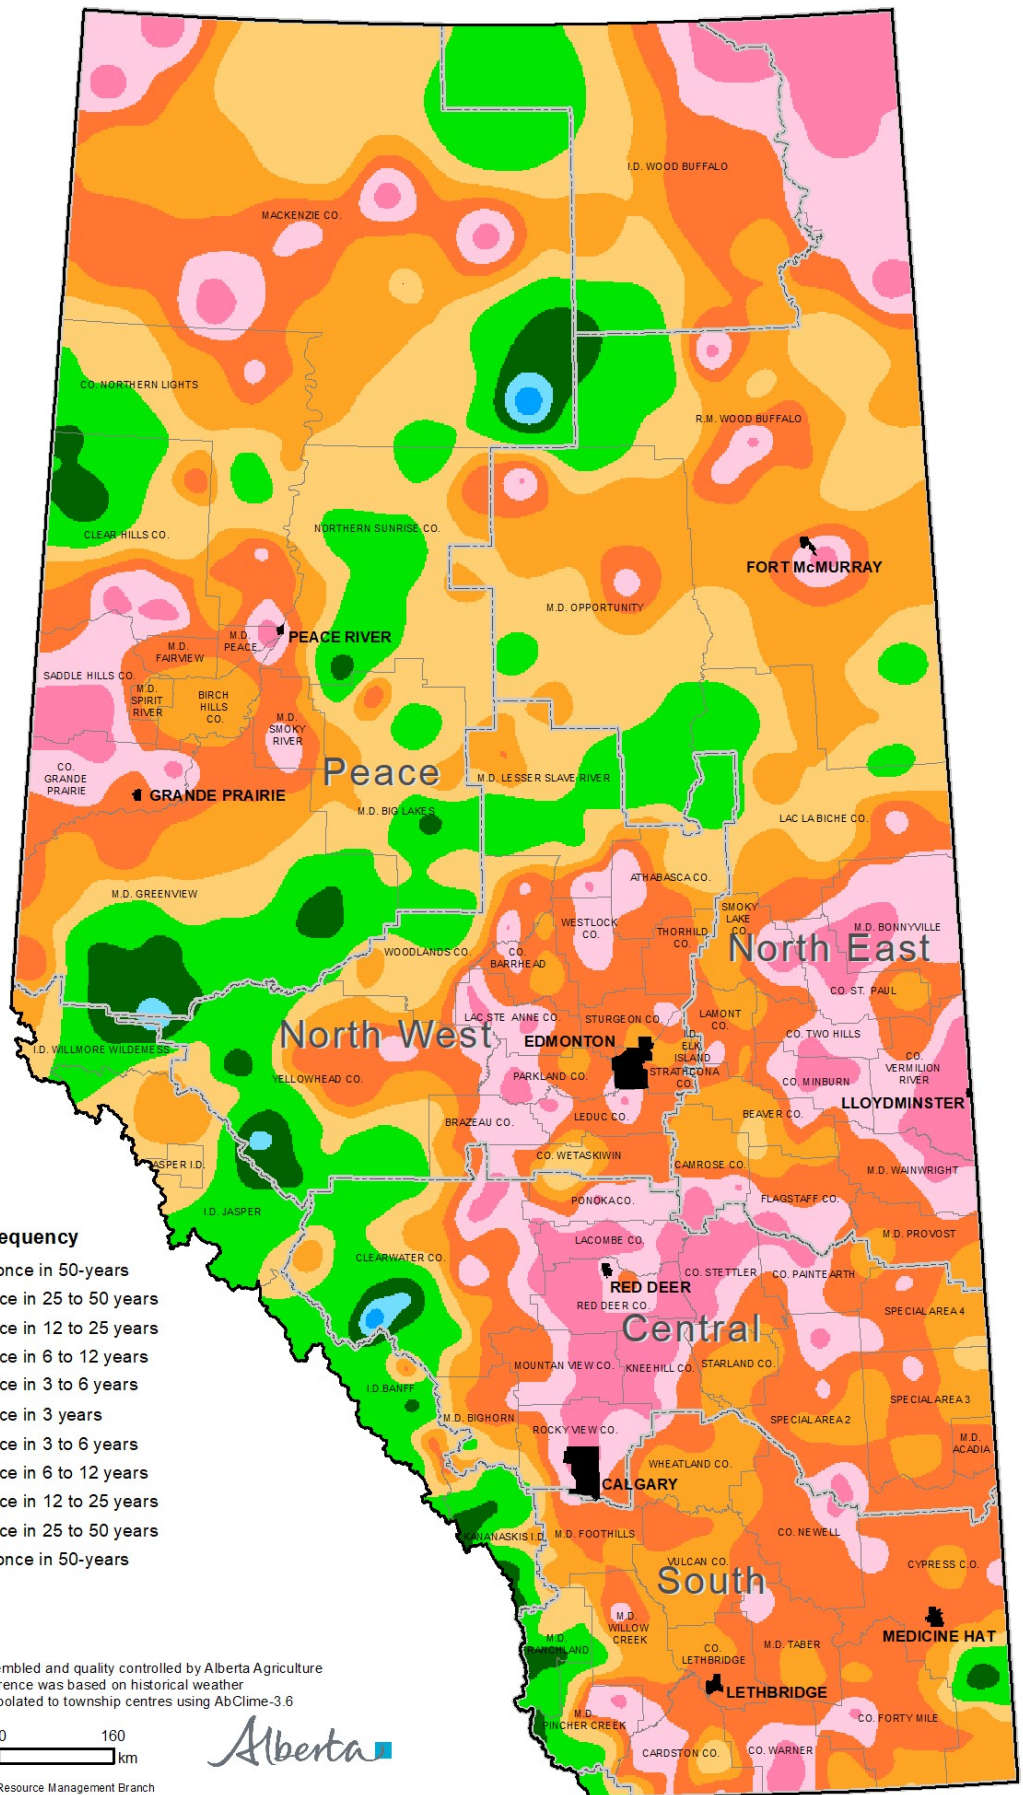 I.D. WOOD BUFFALO
MACKENZIE CO.
CO. NORTHERN LIGHTS
R.M. WOOD BUFFALO
CLEAR HILLS CO.
NORTHERN SUNRISE CO.
FORT McMURRAY
M.D. OPPORTUNITY
M.D.
PEACE
PEACE RIVER
M.D.
FAIRVIEW
SADDLE HILLS CO.
M.D.
SPIRIT
RIVER
BIRCH
HILLS
CO.
M.D.
SMOKY
RIVER
CO.
GRANDE
PRAIRIE
GRANDE PRAIRIE
Peace
M.D. LESSER SLAVE RIVER
M.D. BIG LAKES
LAC LA BICHE CO.
M.D. GREENVIEW
ATHABASCA CO.
WESTLOCK
CO.
SMOKY
LAKE
CO.
THORHILD
CO.
M.D. BONNYVILLE
North East
WOODLANDS CO.
CO.
BARRHEAD
CO. ST. PAUL
North West
LAC STE ANNE CO.
STURGEON CO.
LAMONT
CO.
CO. TWO HILLS
EDMONTON
I.D.
ELK
ISLAND
STRATHCONA
CO.
I.D. WILLMORE WILDERNESS
YELLOWHEAD CO.
PARKLAND CO.
CO. MINBURN
CO.
VERMILION
RIVER
LLOYDMINSTER
BRAZEAU CO.
LEDUC CO.
BEAVER CO.
CO. WETASKIWIN
CAMROSE CO.
M.D. WAINWRIGHT
ASPER I.D.
PONOKA CO.
FLAGSTAFF CO.
I.D. JASPER
M.D. PROVOST
CLEARWATER CO.
LACOMBE CO.
CO. STETTLER
CO. PAINTEARTH
RED DEER
RED DEER CO.
Central
SPECIAL AREA 4
MOUNTAN VIEW CO.
KNEEHILL CO.
STARLAND CO.
I.D. BANFF
SPECIAL AREA 3
M.D. BIGHORN
ROCKY VIEW CO.
SPECIAL AREA 2
M.D.
ACADIA
WHEATLAND CO.
CALGARY
KANANASKIS I.D.
M.D. FOOTHILLS
CO. NEWELL
VULCAN CO.
South
CYPRESS C.O.
M.D.
WILLOW
CREEK
M.D.
RANCHLAND
CO.
LETHBRIDGE
M.D. TABER
MEDICINE HAT
LETHBRIDGE
M.D.
PINCHER CREEK
CO. FORTY MILE
CARDSTON CO.
CO. WARNER
equency
once in 50-years
ce in 25 to 50 years
ce in 12 to 25 years
ce in 6 to 12 years
ce in 3 to 6 years
ce in 3 years
ce in 3 to 6 years
ce in 6 to 12 years
ce in 12 to 25 years
ce in 25 to 50 years
once in 50-years
mbled and quality controlled by Alberta Agriculture
rence was based on historical weather
polated to township centres using AbClime-3.6
0 160
km
Alberta
Resource Management Branch